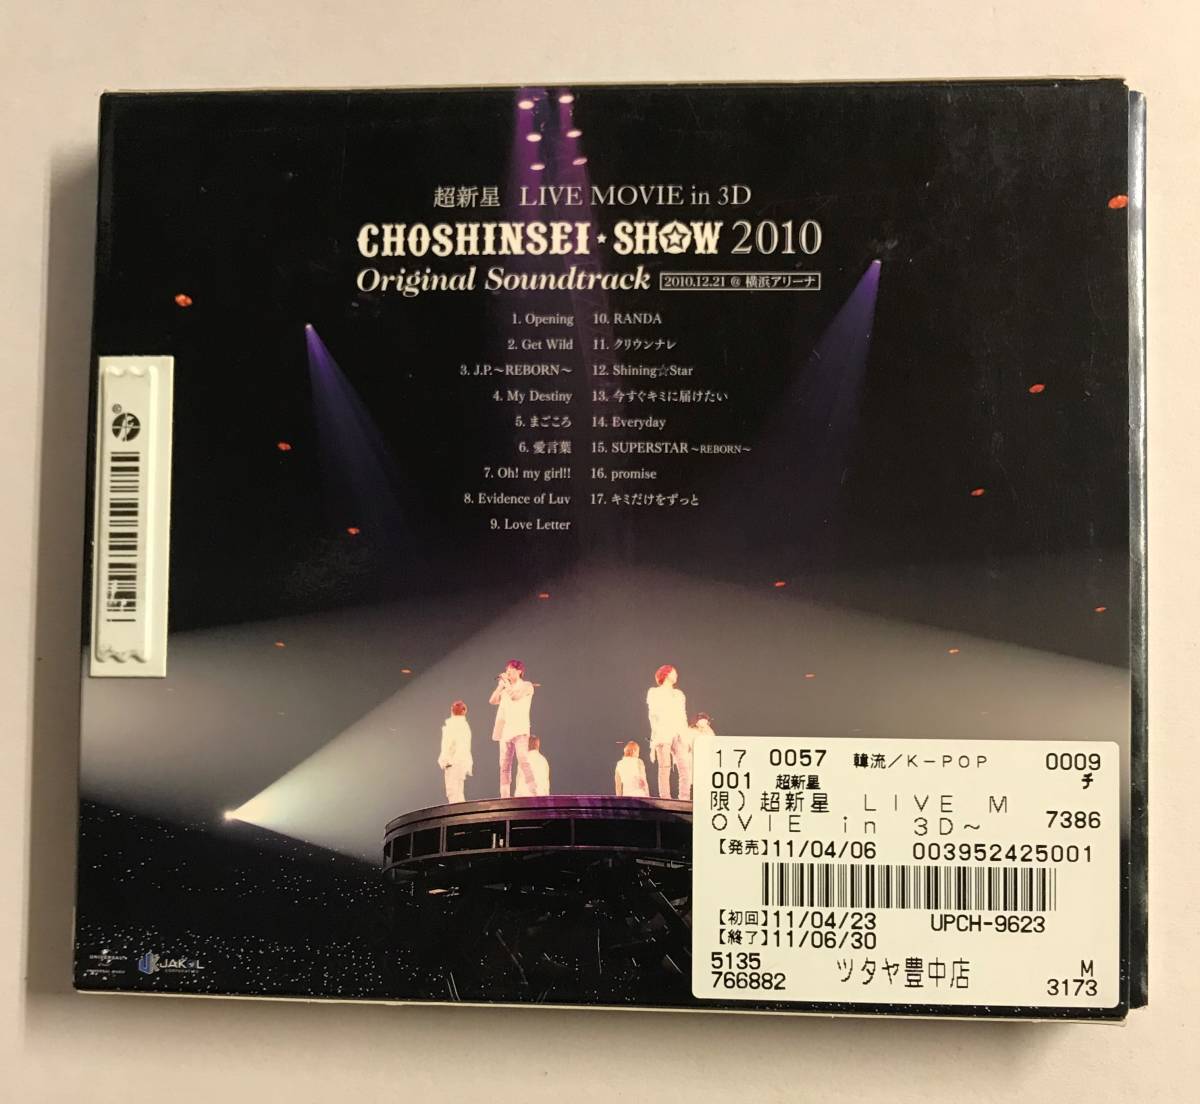 超新星 LIVE MOVIE in 3D
CHOSHINSEI★SHOW 2010
Original Soundtrack 2010.12.21 @ 横浜アリーナ
1. Opening
2. Get Wild
3. J.P.〜REBORN〜
4. My Destiny
5. まごころ
6. 愛言葉
7. Oh! my girl!!
8. Evidence of Luv
9. Love Letter
10. RANDA
11. クリウンナレ
12. Shining☆Star
13. 今すぐキミに届けたい
14. Everyday
15. SUPERSTAR〜REBORN〜
16. promise
17. キミだけをずっと
UNIVERSAL
UNIVERSAL MUSIC
JAKOL
CORPORATION
17 0057 韓流/K-POP 0009
001 超新星 チ
限)超新星 LIVE M
OVIE in 3D~ 7386
【発売】11/04/06 003952425001
【初回】11/04/23 UPCH-9623
【終了】11/06/30
5135 ツタヤ豊中店 M
766882 3173